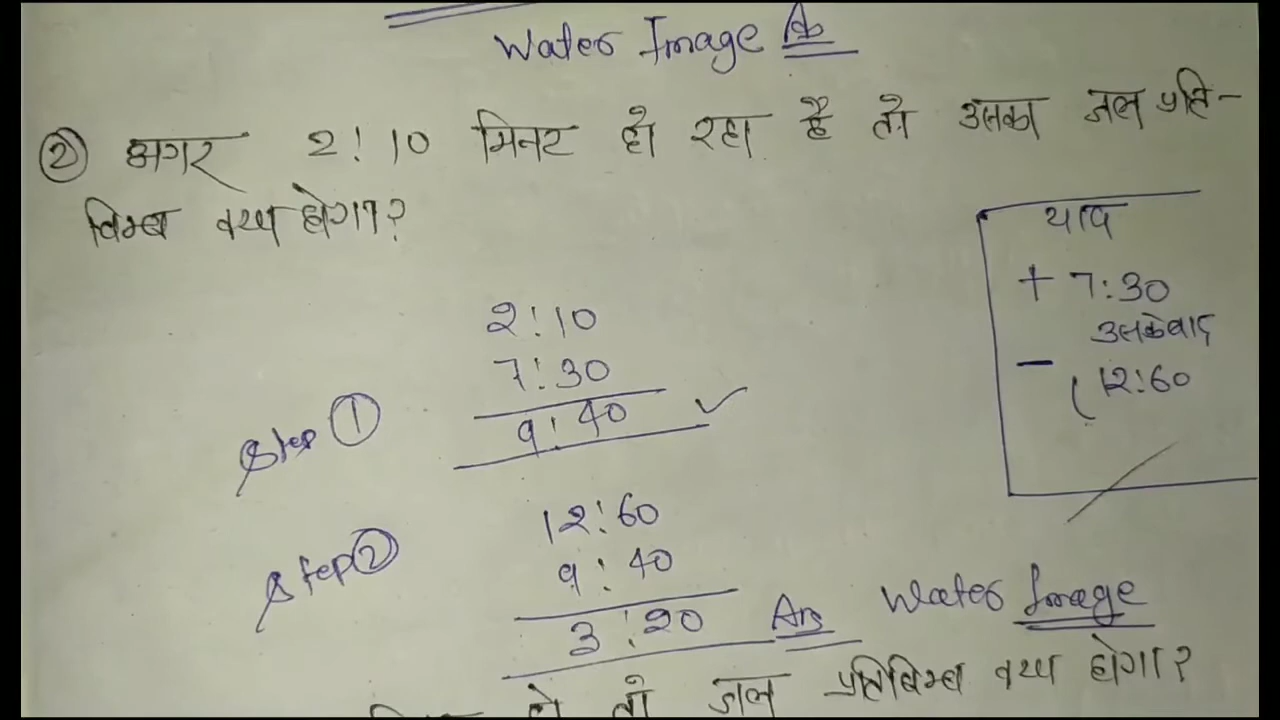 Water Image Ans
② अगर 2:10 मिनट हो रहा है तो उसका जल प्रति-
बिम्ब क्या होगा?
याद
+ 7:30
उसके बाद
- (12:60
2:10
7:30
Step ① 9:40 ✓
12:60
Step ② 9:40
3:20 Ans Water Image
हो तो जल प्रतिबिम्ब क्या होगा?